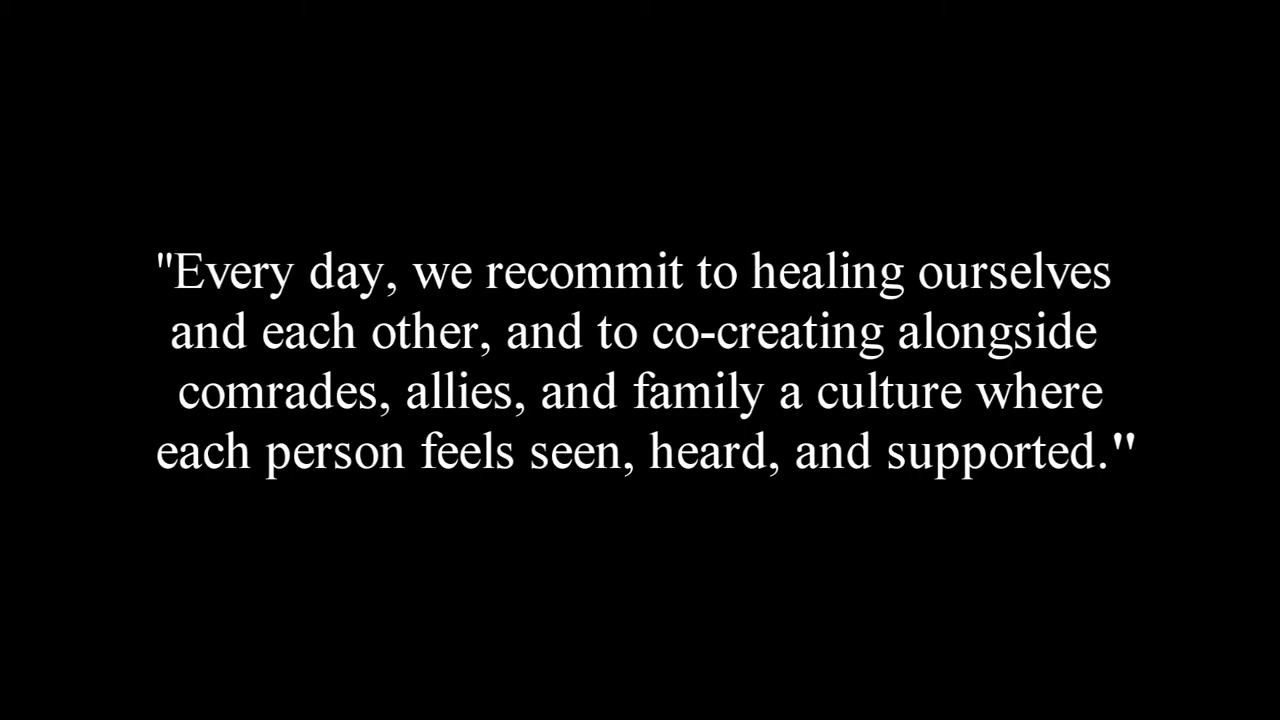 "Every day, we recommit to healing ourselves
and each other, and to co-creating alongside
comrades, allies, and family a culture where
each person feels seen, heard, and supported."